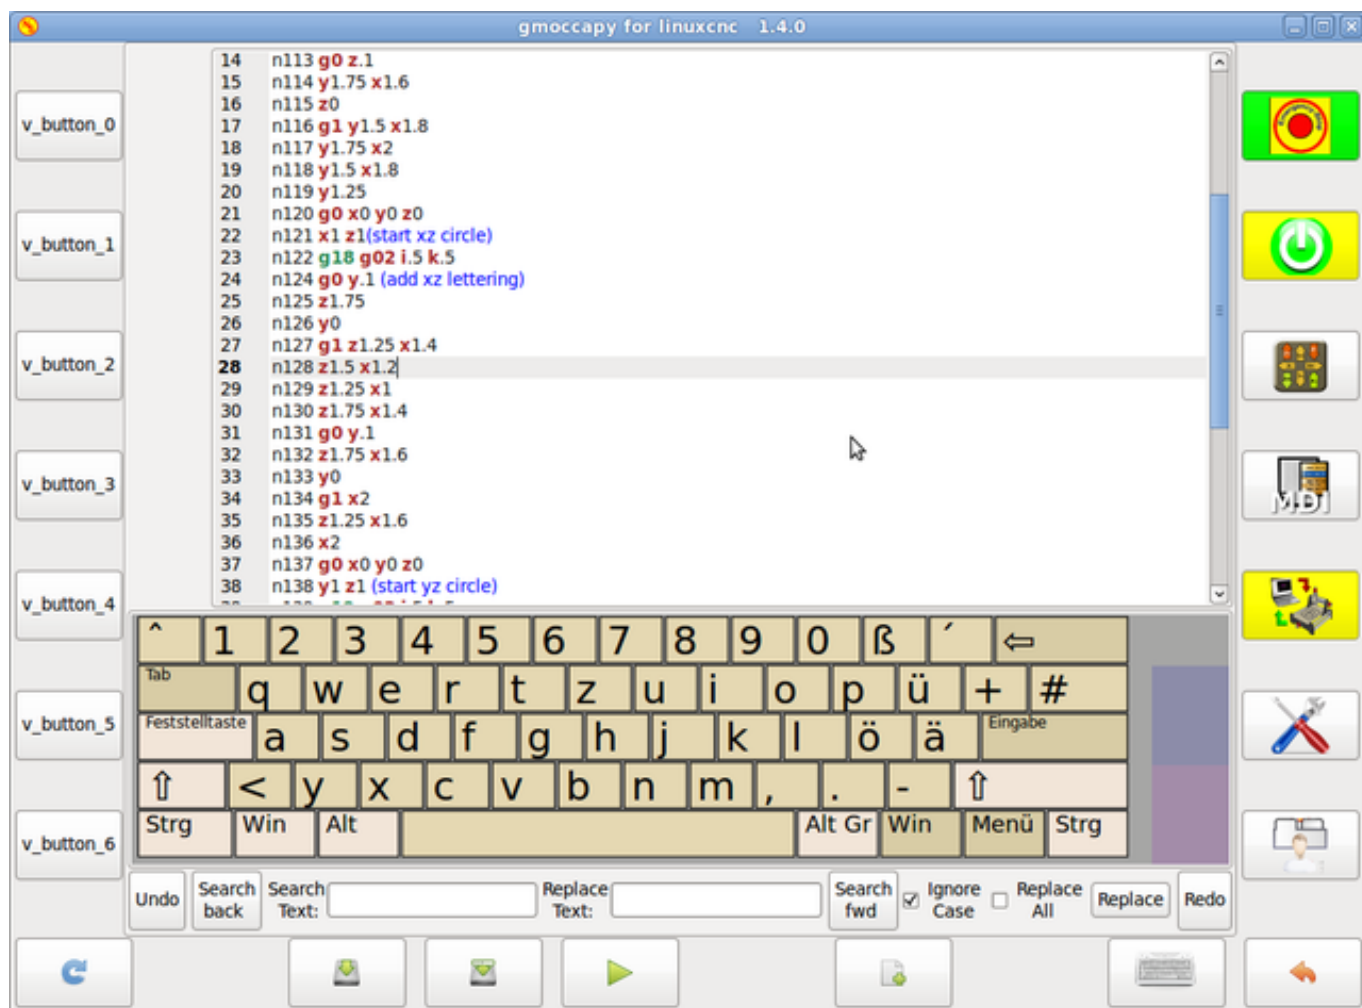 gmoccapy for linuxcnc 1.4.0
v_button_0
v_button_1
v_button_2
v_button_3
v_button_4
v_button_5
v_button_6
14 n113 g0 z.1
15 n114 y1.75 x1.6
16 n115 z0
17 n116 g1 y1.5 x1.8
18 n117 y1.75 x2
19 n118 y1.5 x1.8
20 n119 y1.25
21 n120 g0 x0 y0 z0
22 n121 x1 z1(start xz circle)
23 n122 g18 g02 i.5 k.5
24 n124 g0 y.1 (add xz lettering)
25 n125 z1.75
26 n126 y0
27 n127 g1 z1.25 x1.4
28 n128 z1.5 x1.2
29 n129 z1.25 x1
30 n130 z1.75 x1.4
31 n131 g0 y.1
32 n132 z1.75 x1.6
33 n133 y0
34 n134 g1 x2
35 n135 z1.25 x1.6
36 n136 x2
37 n137 g0 x0 y0 z0
38 n138 y1 z1 (start yz circle)
MDI
^ 1 2 3 4 5 6 7 8 9 0 ß ´ ⇦
Tab q w e r t z u i o p ü + #
Feststelltaste a s d f g h j k l ö ä Eingabe
⇧ < y x c v b n m , . - ⇧
Strg Win Alt Alt Gr Win Menü Strg
Undo
Search back
Search Text:
Replace Text:
Search fwd
Ignore Case
Replace All
Replace
Redo